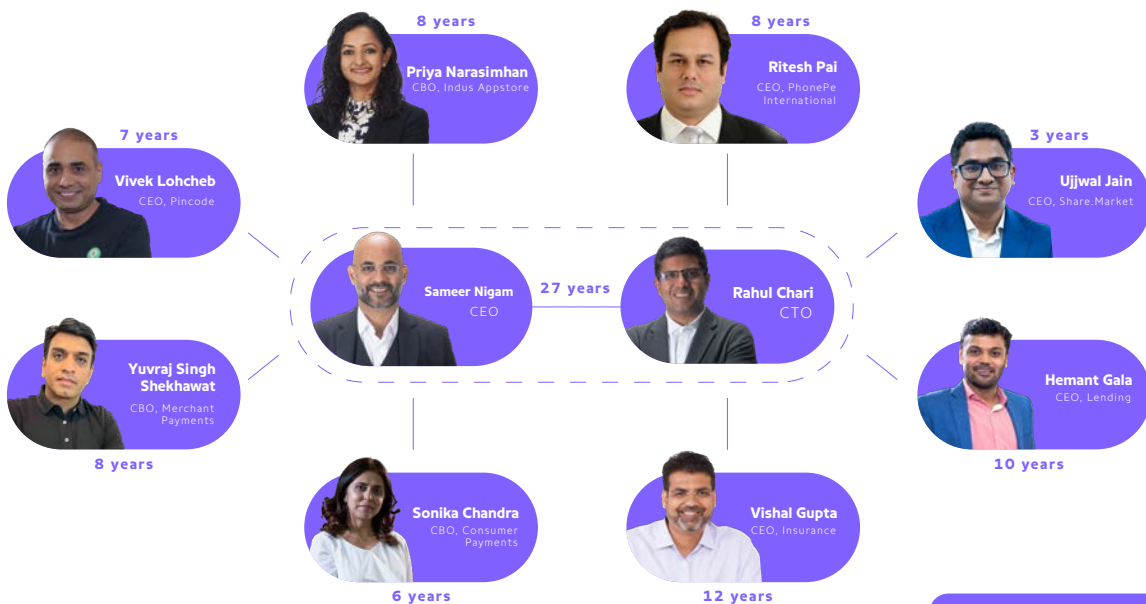 8 years
Priya Narasimhan
CBO, Indus Appstore
8 years
Ritesh Pai
CEO, PhonePe
International
7 years
Vivek Lohcheb
CEO, Pincode
3 years
Ujjwal Jain
CEO, Share.Market
Sameer Nigam
CEO
27 years
Rahul Chari
CTO
Yuvraj Singh
Shekhawat
CBO, Merchant
Payments
8 years
Hemant Gala
CEO, Lending
10 years
Sonika Chandra
CBO, Consumer
Payments
6 years
Vishal Gupta
CEO, Insurance
12 years